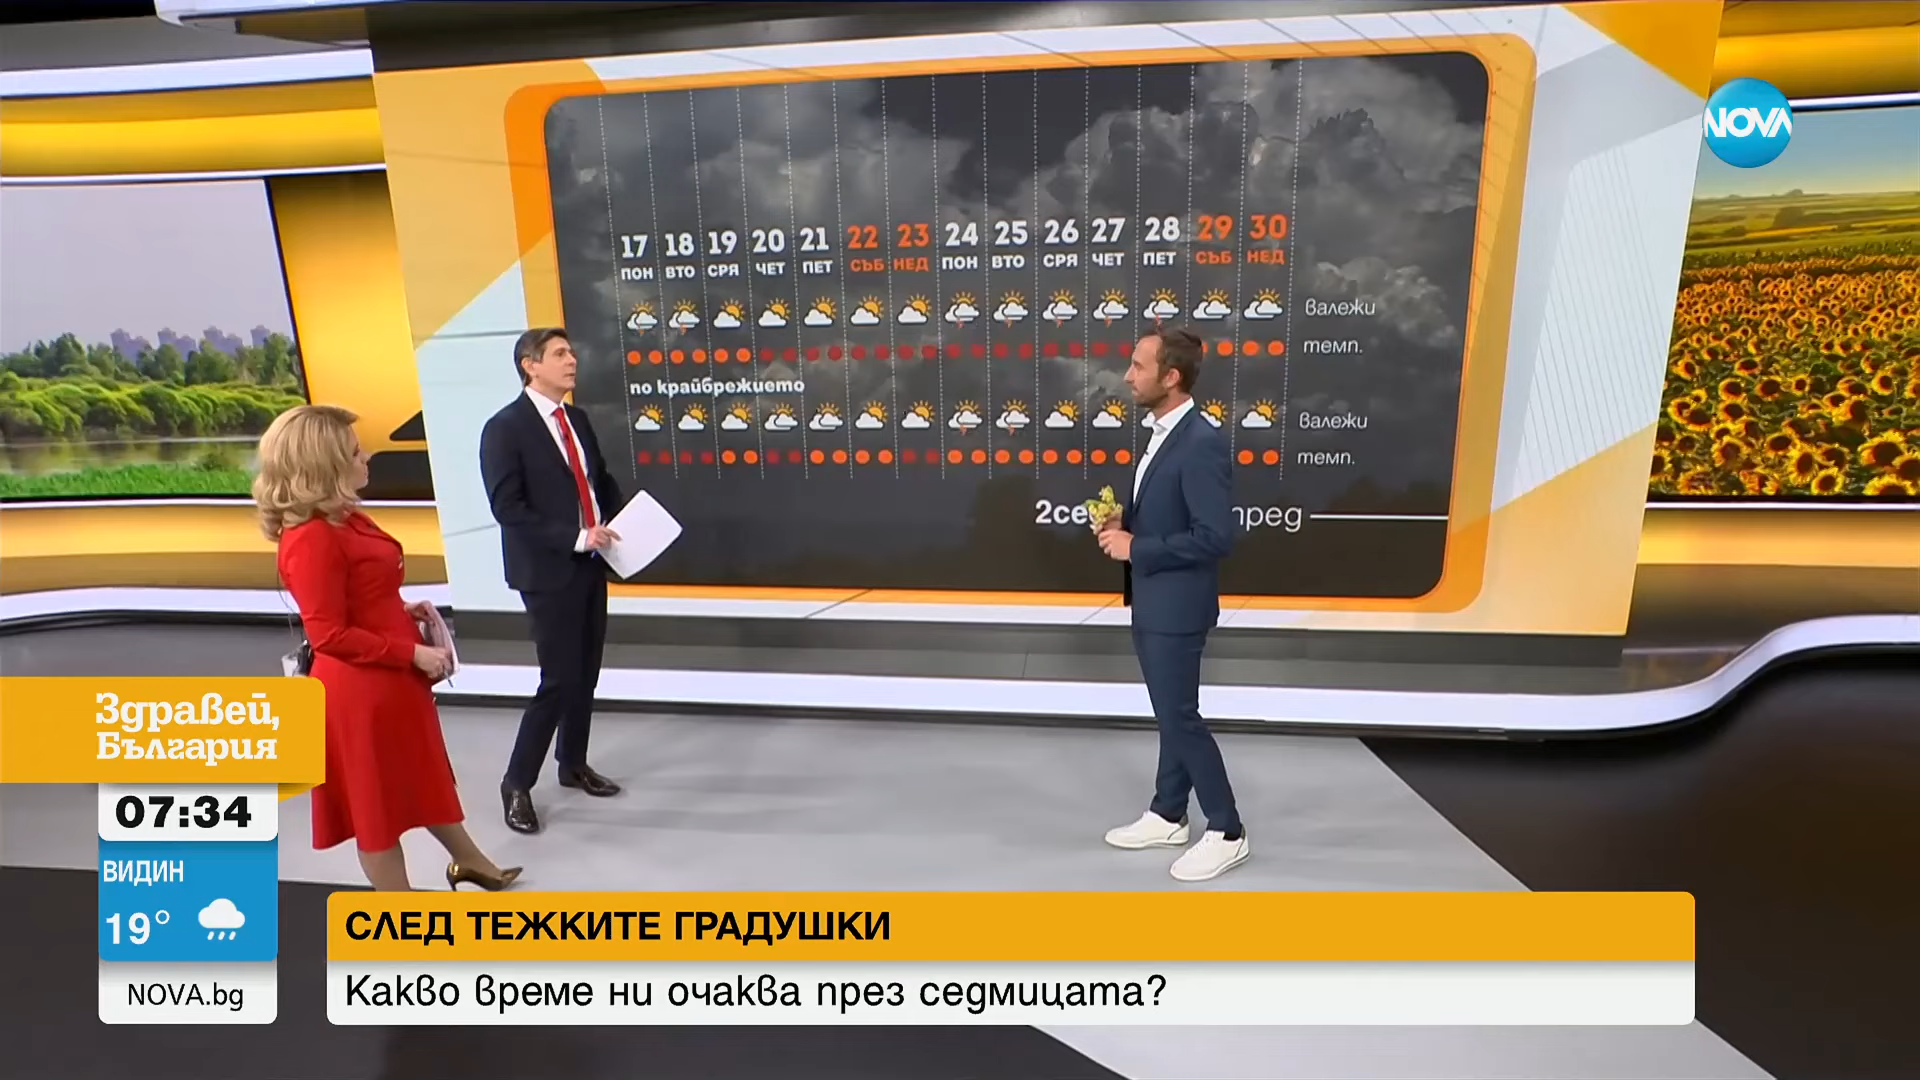 NOVA
17 18 19 20 21 22 23 24 25 26 27 28 29 30
ПОН ВТО СРЯ ЧЕТ ПЕТ СЪБ НЕД ПОН ВТО СРЯ ЧЕТ ПЕТ СЪБ НЕД
валежи
темп.
по крайбрежието
валежи
темп.
Здравей,
България
07:34
ВИДИН
19°
NOVA.bg
СЛЕД ТЕЖКИТЕ ГРАДУШКИ
Какво време ни очаква през седмицата?